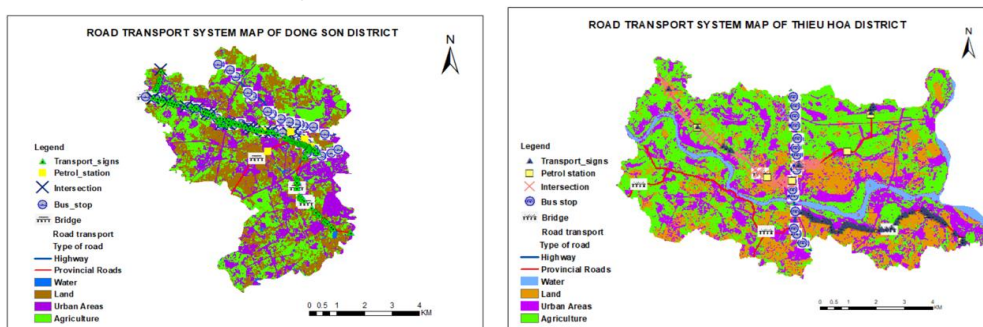 ROAD TRANSPORT SYSTEM MAP OF DONG SON DISTRICT
N
Legend
Transport_signs
Petrol_station
Intersection
Bus_stop
Bridge
Road transport
Type of road
Highway
Provincial Roads
Water
Land
Urban Areas
Agriculture
0 0.5 1 2 3 4
KM
ROAD TRANSPORT SYSTEM MAP OF THIEU HOA DISTRICT
N
Legend
Transport_signs
Petrol station
Intersection
Bus_stop
Bridge
Road transport
Type of road
Highway
Provincial Roads
Water
Land
Urban Areas
Agriculture
0 0.5 1 2 3 4
KM